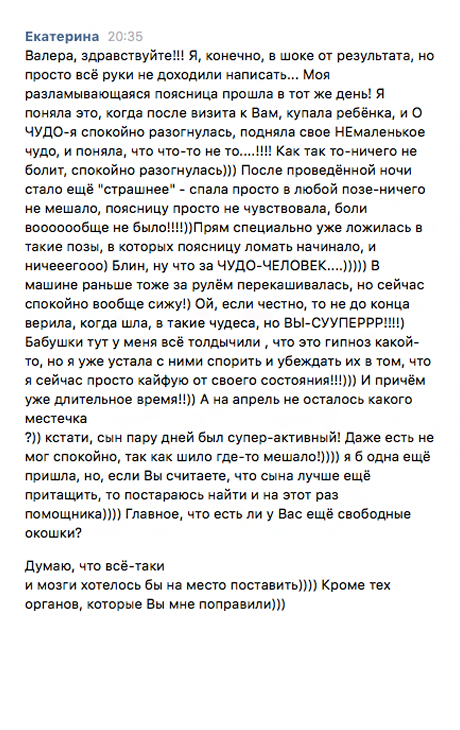 Екатерина 20:35
Валера, здравствуйте!!! Я, конечно, в шоке от результата, но
просто всё руки не доходили написать... Моя
разламывающаяся поясница прошла в тот же день! Я
поняла это, когда после визита к Вам, купала ребёнка, и О
ЧУДО-я спокойно разогнулась, подняла свое НЕмаленькое
чудо, и поняла, что что-то не то....!!!! Как так то-ничего не
болит, спокойно разогнулась))) После проведённой ночи
стало ещё "страшнее" - спала просто в любой позе-ничего
не мешало, поясницу просто не чувствовала, боли
вооооообще не было!!!!))Прям специально уже ложилась в
такие позы, в которых поясницу ломать начинало, и
ничееегооо) Блин, ну что за ЧУДО-ЧЕЛОВЕК....))))) В
машине раньше тоже за рулём перекашивалась, но сейчас
спокойно вообще сижу!) Ой, если честно, то не до конца
верила, когда шла, в такие чудеса, но ВЫ-СУУПЕРРР!!!!)
Бабушки тут у меня всё толдычили , что это гипноз какой-
то, но я уже устала с ними спорить и убеждать их в том, что
я сейчас просто кайфую от своего состояния!!!))) И причём
уже длительное время!!)) А на апрель не осталось какого
местечка
?)) кстати, сын пару дней был супер-активный! Даже есть не
мог спокойно, так как шило где-то мешало!)))) я б одна ещё
пришла, но, если Вы считаете, что сына лучше ещё
притащить, то постараюсь найти и на этот раз
помощника)))) Главное, что есть ли у Вас ещё свободные
окошки?
Думаю, что всё-таки
и мозги хотелось бы на место поставить)))) Кроме тех
органов, которые Вы мне поправили)))